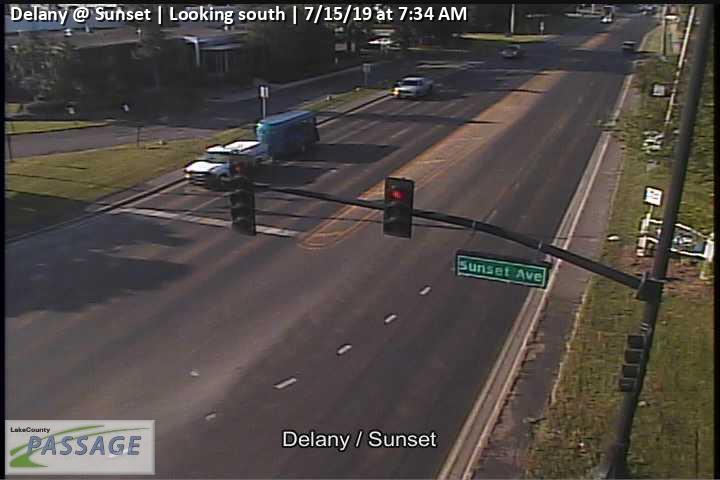 Delany @ Sunset | Looking south | 7/15/19 at 7:34 AM
Sunset Ave
Delany / Sunset
LakeCounty
PASSAGE